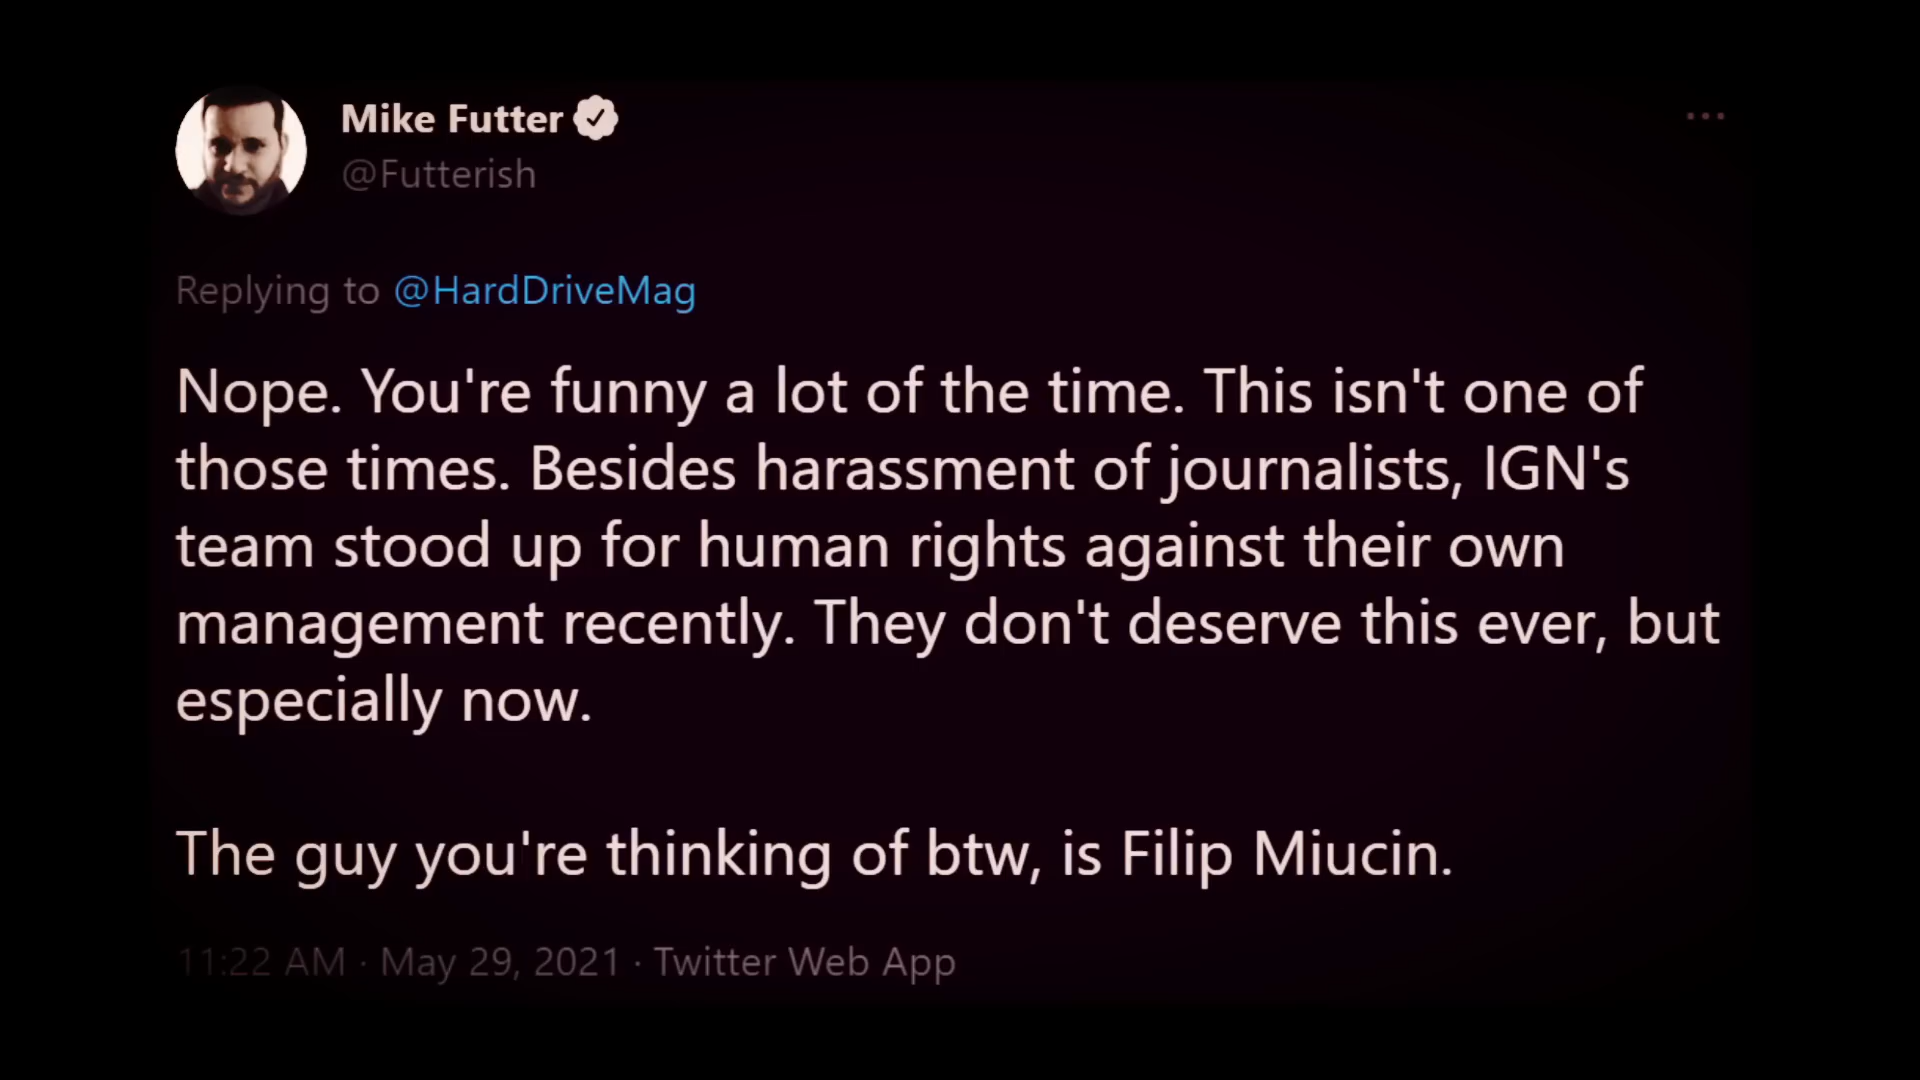 Mike Futter
@Futterish
Replying to @HardDriveMag
Nope. You're funny a lot of the time. This isn't one of
those times. Besides harassment of journalists, IGN's
team stood up for human rights against their own
management recently. They don't deserve this ever, but
especially now.
The guy you're thinking of btw, is Filip Miucin.
11:22 AM · May 29, 2021 · Twitter Web App